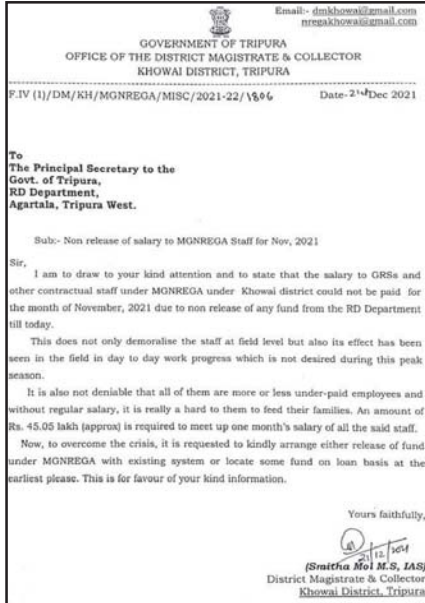 Email:- dmkhowai@gmail.com
nregakhowai@gmail.com
GOVERNMENT OF TRIPURA
OFFICE OF THE DISTRICT MAGISTRATE & COLLECTOR
KHOWAI DISTRICT, TRIPURA
F.IV (1)/DM/KH/MGNREGA/MISC/2021-22/1806 Date- Dec 2021
To
The Principal Secretary to the
Govt. of Tripura,
RD Department,
Agartala, Tripura West.
Sub:- Non release of salary to MGNREGA Staff for Nov, 2021
Sir,
I am to draw to your kind attention and to state that the salary to GRSs and
other contractual staff under MGNREGA under Khowai district could not be paid for
the month of November, 2021 due to non release of any fund from the RD Department
till today.
This does not only demoralise the staff at field level but also its effect has been
seen in the field in day to day work progress which is not desired during this peak
season.
It is also not deniable that all of them are more or less under-paid employees and
without regular salary, it is really a hard to them to feed their families. An amount of
Rs. 45.05 lakh (approx) is required to meet up one month's salary of all the said staff.
Now, to overcome the crisis, it is requested to kindly arrange either release of fund
under MGNREGA with existing system or locate some fund on loan basis at the
earliest please. This is for favour of your kind information.
Yours faithfully,
21/12/2021
(Smitha Mol M.S, IAS)
District Magistrate & Collector
Khowai District, Tripura